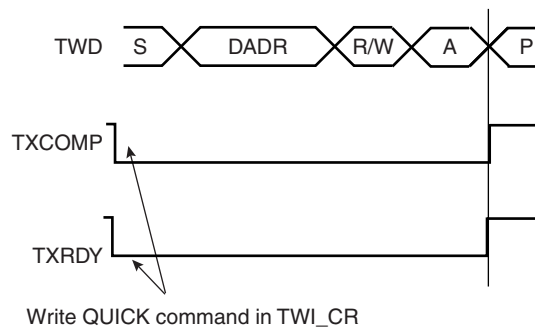 TWD S DADR R/W A P
TXCOMP
TXRDY
Write QUICK command in TWI_CR